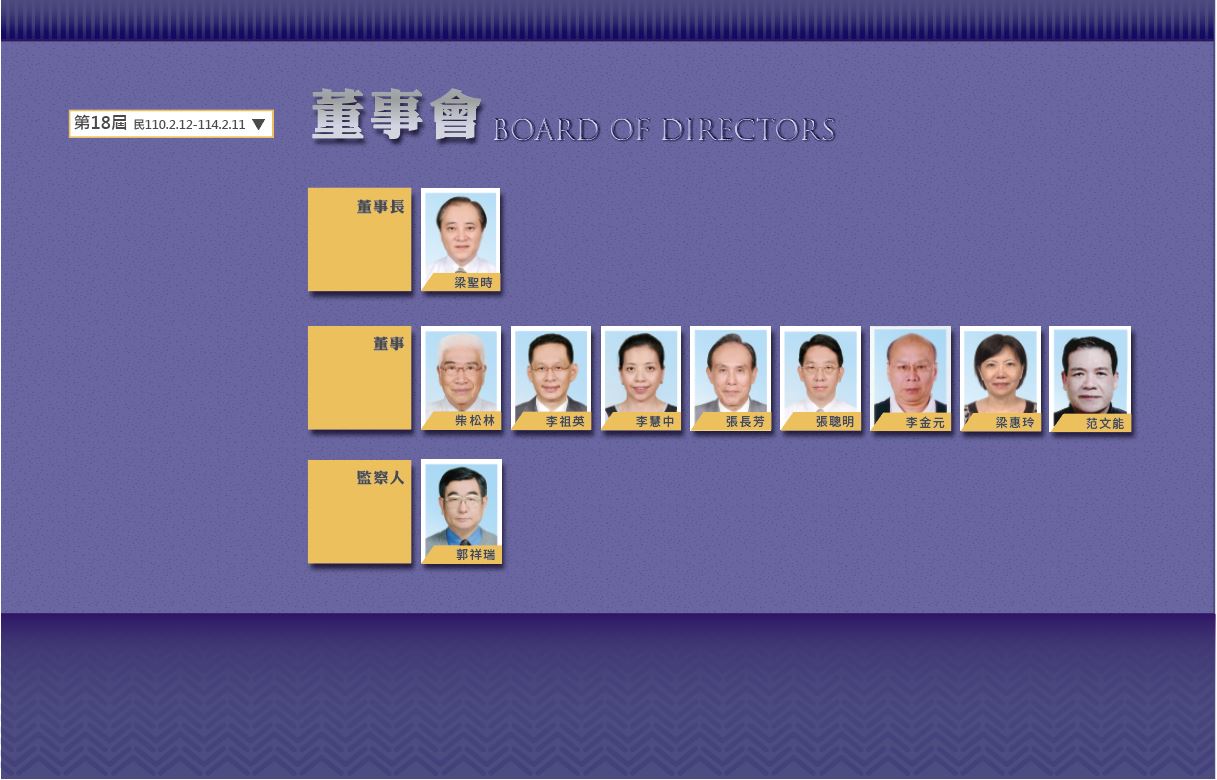 第18屆 民110.2.12-114.2.11 ▼
董事會 BOARD OF DIRECTORS
董事長
梁聖時
董事
柴松林
李祖英
李慧中
張長芳
張聰明
李金元
梁惠玲
范文能
監察人
郭祥瑞